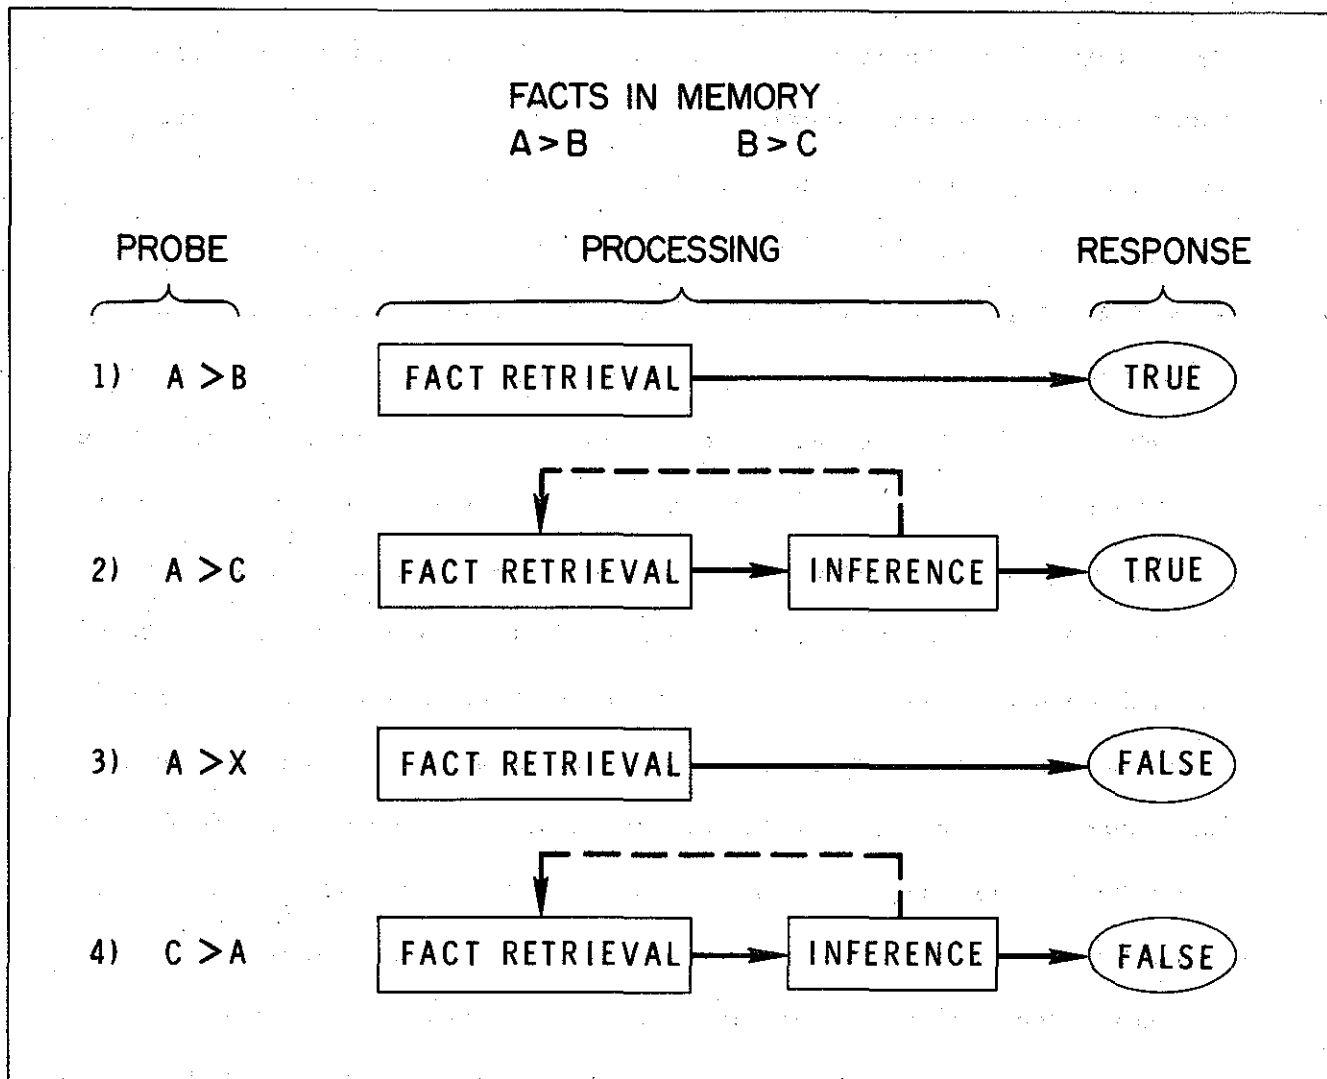 FACTS IN MEMORY
A>B B>C
PROBE PROCESSING RESPONSE
1) A >B FACT RETRIEVAL TRUE
2) A >C FACT RETRIEVAL INFERENCE TRUE
3) A >X FACT RETRIEVAL FALSE
4) C >A FACT RETRIEVAL INFERENCE FALSE